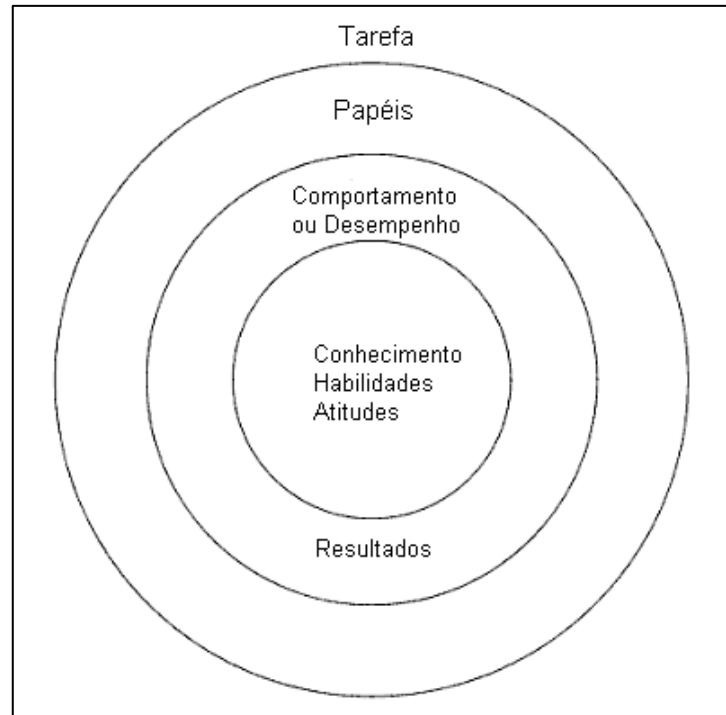 Tarefa
Papéis
Comportamento
ou Desempenho
Conhecimento
Habilidades
Atitudes
Resultados